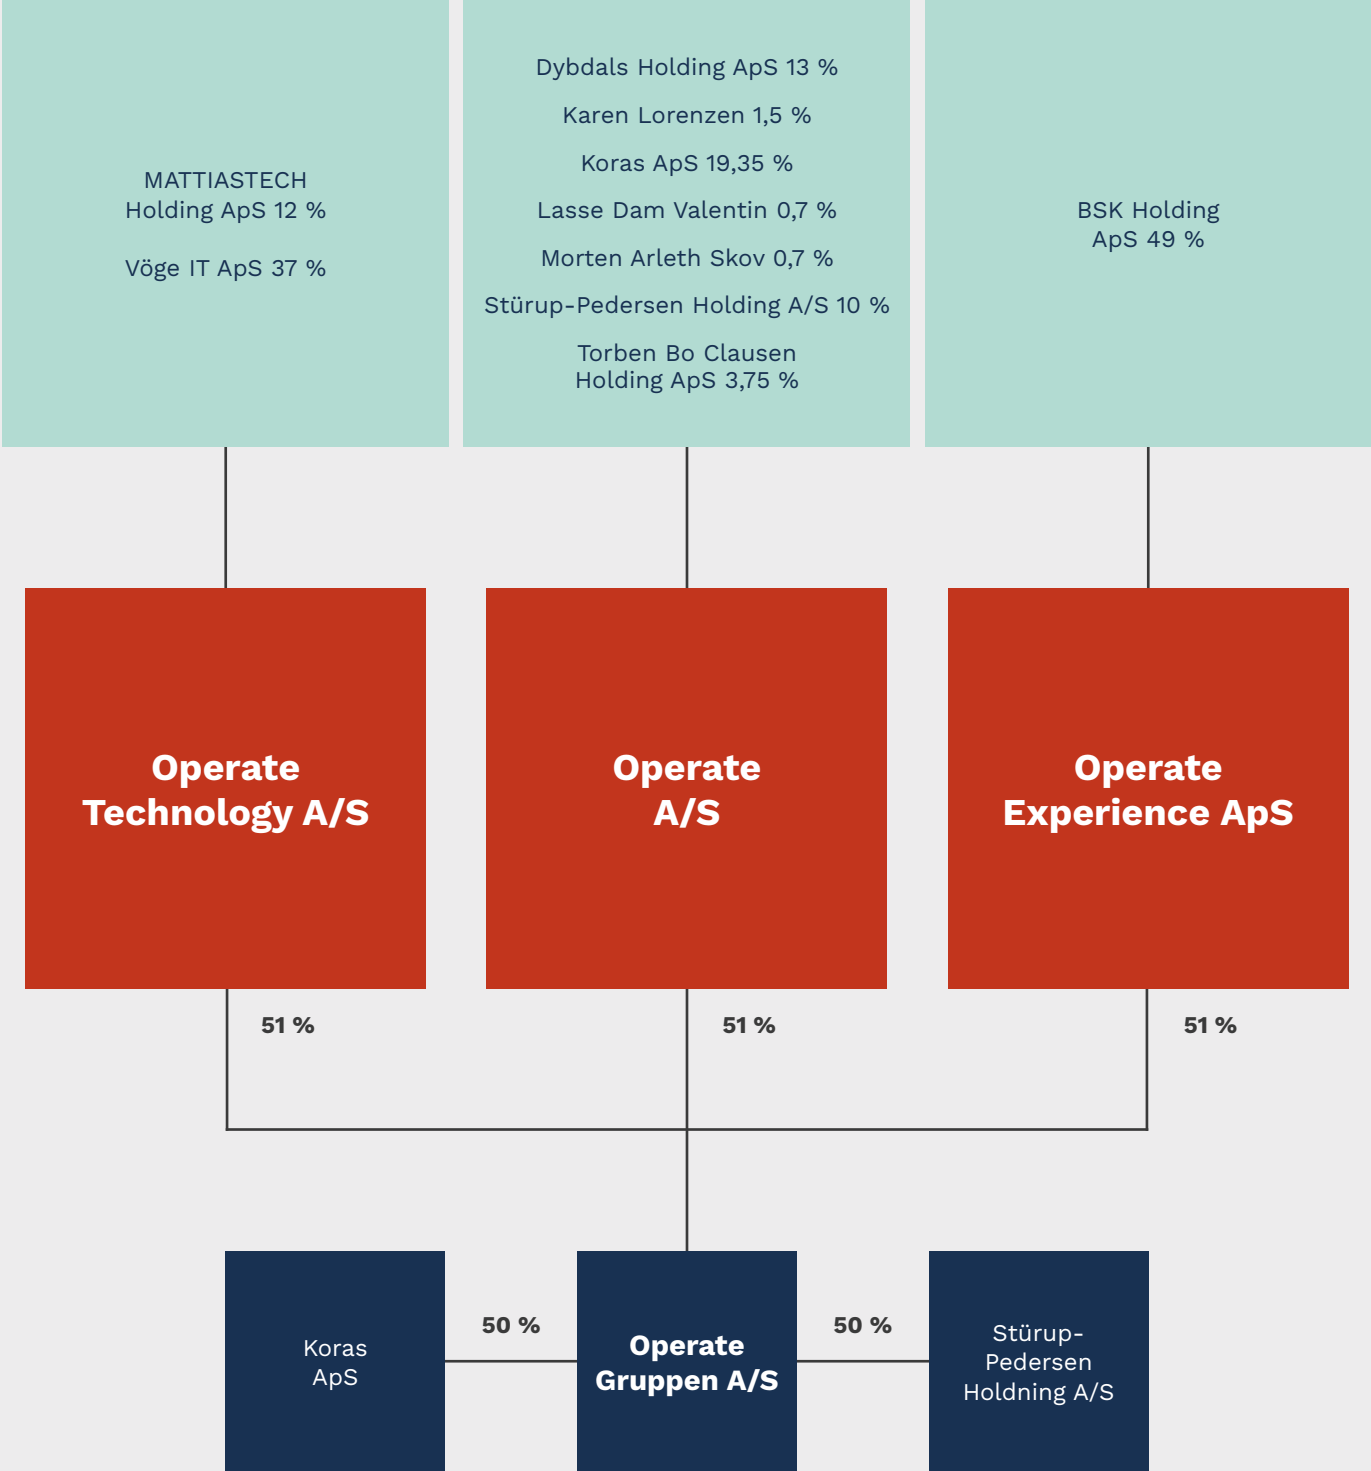 MATTIASTECH
Holding ApS 12 %
Vöge IT ApS 37 %
Dybdals Holding ApS 13 %
Karen Lorenzen 1,5 %
Koras ApS 19,35 %
Lasse Dam Valentin 0,7 %
Morten Arleth Skov 0,7 %
Stürup-Pedersen Holding A/S 10 %
Torben Bo Clausen
Holding ApS 3,75 %
BSK Holding
ApS 49 %
Operate
Technology A/S
Operate
A/S
Operate
Experience ApS
51 %
51 %
51 %
Koras
ApS
50 %
Operate
Gruppen A/S
50 %
Stürup-
Pedersen
Holdning A/S